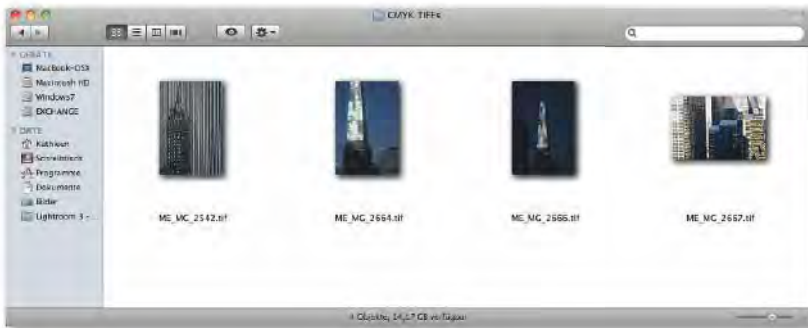 CMYK-TIFFs
GERÄTE
MacBook-OSX
Macintosh HD
Windows7
EXCHANGE
ORTE
Kathleen
Schreibtisch
Programme
Dokumente
Bilder
Lightroom 3 -...
ME_MG_2542.tif
ME_MG_2664.tif
ME_MG_2666.tif
ME_MG_2667.tif
4 Objekte, 14,17 GB verfügbar